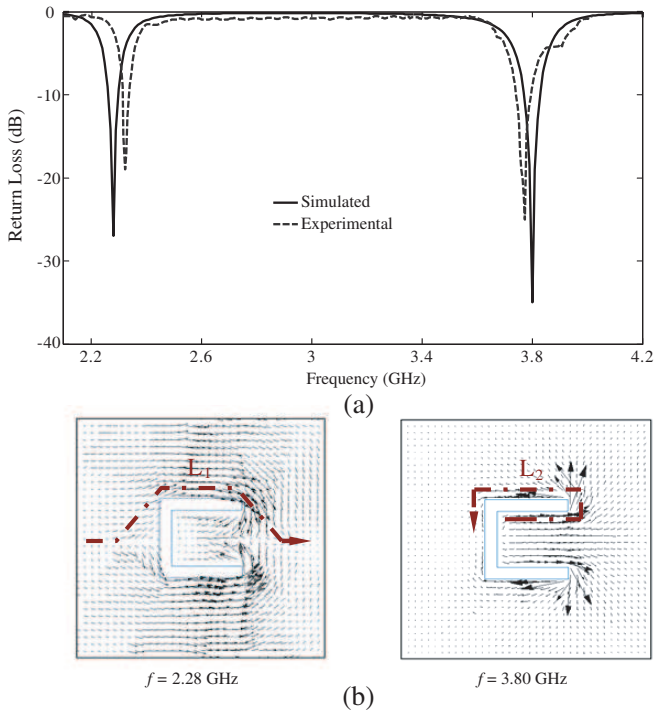 0
-10
-20
-30
-40
Return Loss (dB)
Simulated
Experimental
2.2 2.6 3 3.4 3.8 4.2
Frequency (GHz)
(a)
L1
L2
f = 2.28 GHz
f = 3.80 GHz
(b)